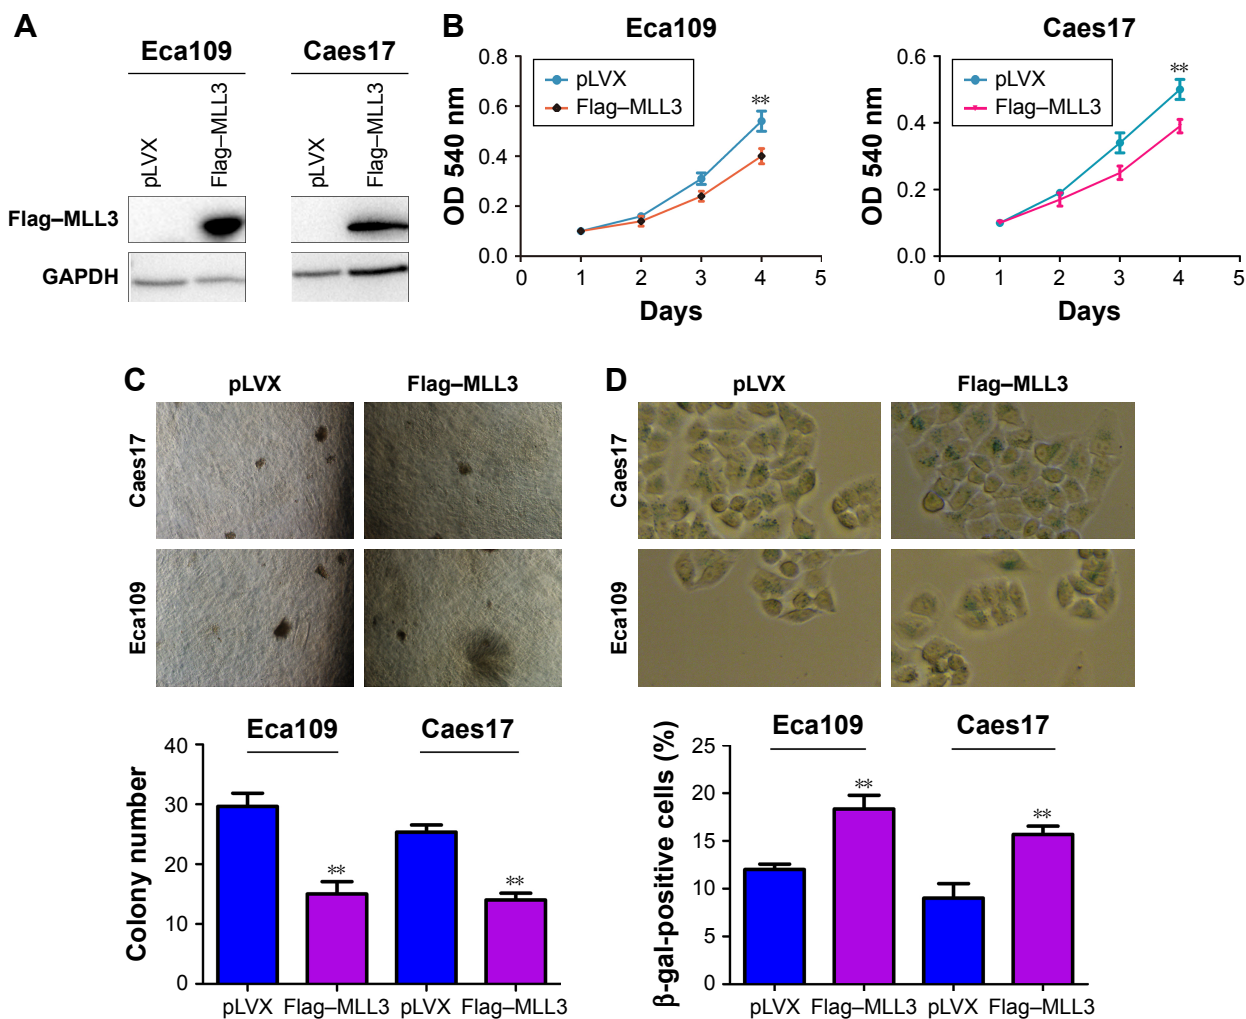 A
Eca109
Caes17
pLVX
Flag–MLL3
pLVX
Flag–MLL3
Flag–MLL3
GAPDH
B
Eca109
OD 540 nm
0.8
0.6
0.4
0.2
0.0
pLVX
Flag–MLL3
**
0 1 2 3 4 5
Days
Caes17
OD 540 nm
0.6
0.4
0.2
0.0
pLVX
Flag–MLL3
**
0 1 2 3 4 5
Days
C
pLVX Flag–MLL3
Caes17
Eca109
Eca109 Caes17
Colony number
40
30
20
10
0
**
**
pLVX Flag–MLL3 pLVX Flag–MLL3
D
pLVX Flag–MLL3
Caes17
Eca109
Eca109 Caes17
β-gal-positive cells (%)
25
20
15
10
5
0
**
**
pLVX Flag–MLL3 pLVX Flag–MLL3